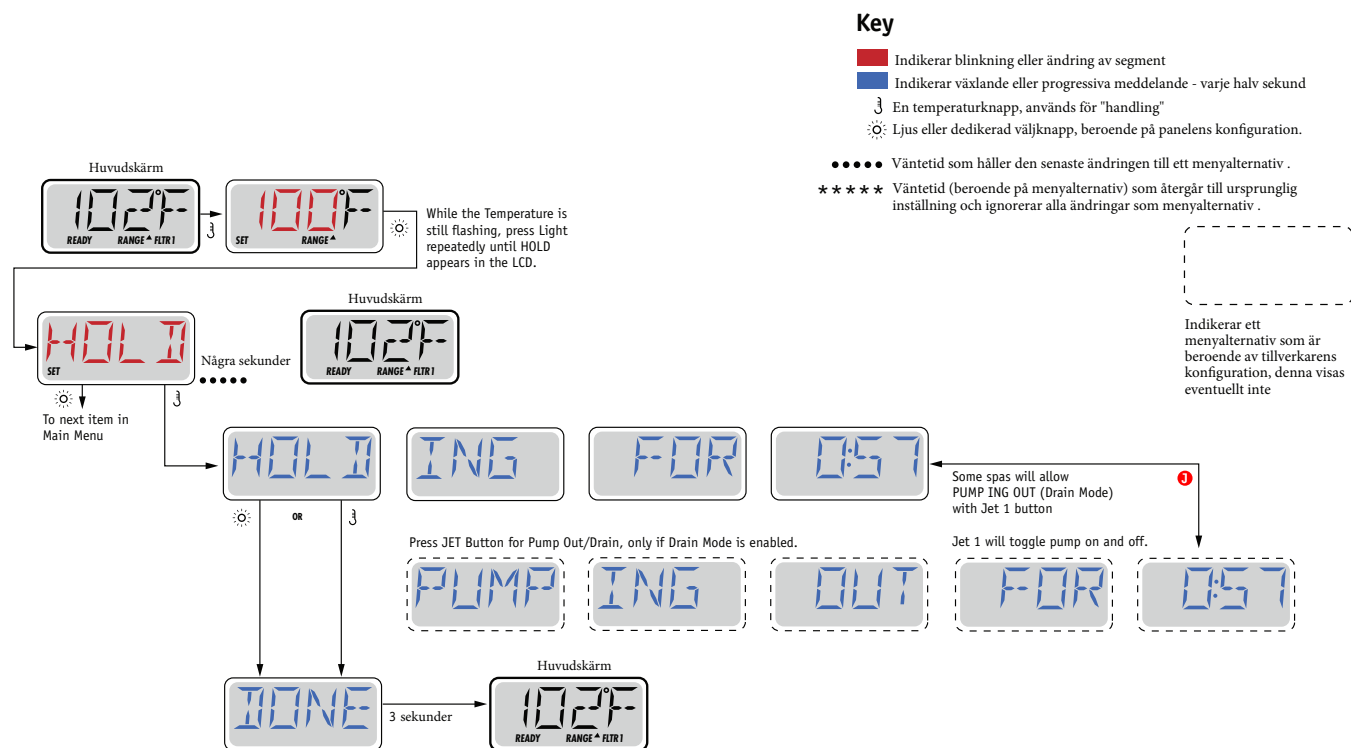 Key
Indikerar blinkning eller ändring av segment
Indikerar växlande eller progressiva meddelande - varje halv sekund
En temperaturknapp, används för "handling"
Ljus eller dedikerad väljknapp, beroende på panelens konfiguration.
••••• Väntetid som håller den senaste ändringen till ett menyalternativ .
***** Väntetid (beroende på menyalternativ) som återgår till ursprunglig
inställning och ignorerar alla ändringar som menyalternativ .
Indikerar ett
menyalternativ som är
beroende av tillverkarens
konfiguration, denna visas
eventuellt inte
Huvudskärm
102°F
READY RANGE FLTR1
100°F
SET RANGE
While the Temperature is
still flashing, press Light
repeatedly until HOLD
appears in the LCD.
HOLD
SET
Några sekunder
•••••
Huvudskärm
102°F
READY RANGE FLTR1
To next item in
Main Menu
HOLD
ING
FOR
0:57
Some spas will allow
PUMP ING OUT (Drain Mode)
with Jet 1 button
J
OR
Press JET Button for Pump Out/Drain, only if Drain Mode is enabled.
Jet 1 will toggle pump on and off.
PUMP
ING
OUT
FOR
0:57
DONE
3 sekunder
Huvudskärm
102°F
READY RANGE FLTR1